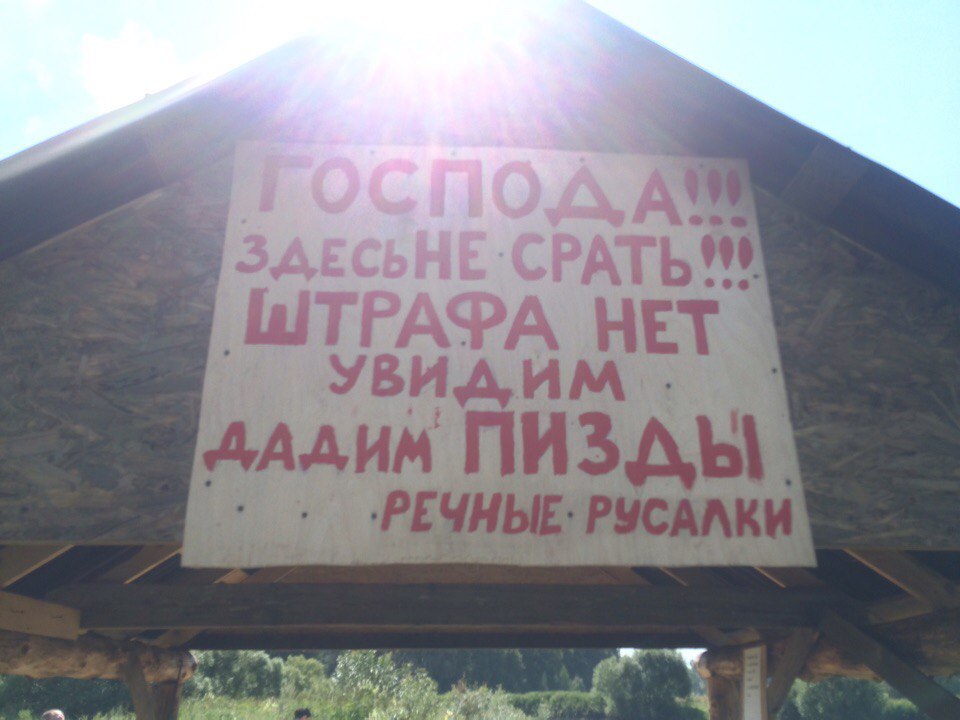 ГОСПОДА!!!
ЗДЕСЬ НЕ СРАТЬ!!!
ШТРАФА НЕТ
УВИДИМ
ДАДИМ ПИЗДЫ
РЕЧНЫЕ РУСАЛКИ